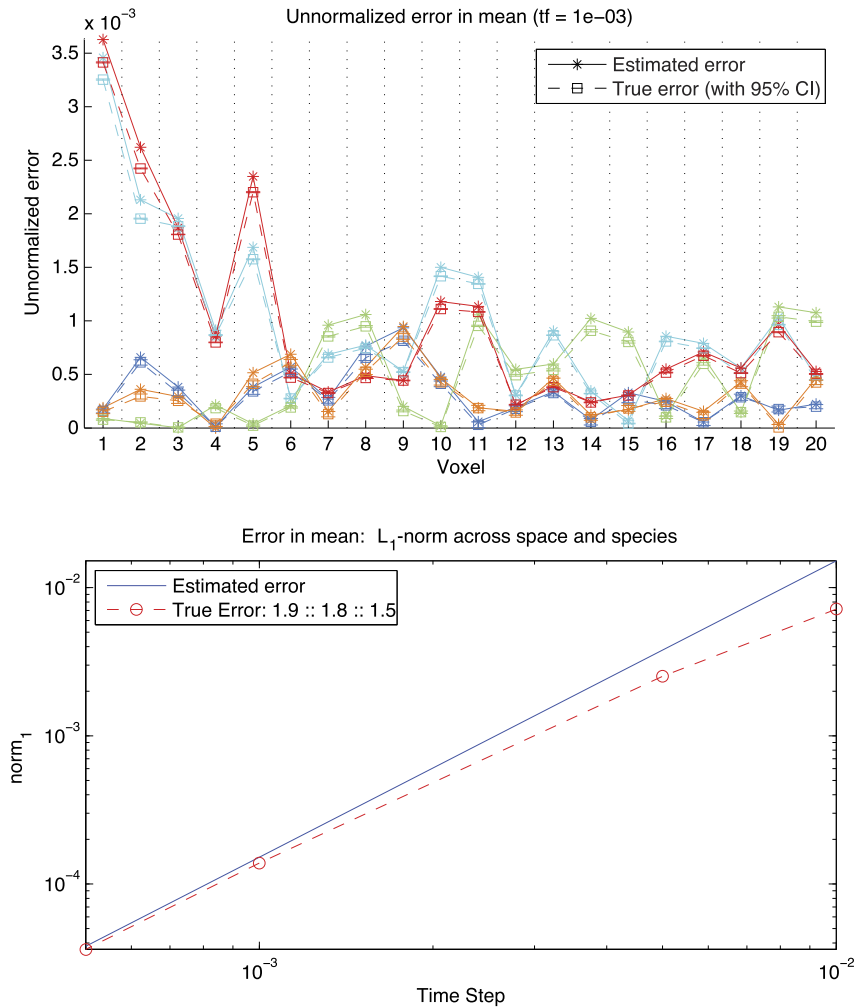 Unnormalized error in mean (tf = 1e−03)
x 10−3
3.5
3
2.5
2
1.5
1
0.5
0
Unnormalized error
Estimated error
True error (with 95% CI)
1 2 3 4 5 6 7 8 9 10 11 12 13 14 15 16 17 18 19 20
Voxel
Error in mean: L1-norm across space and species
10−2
10−3
10−4
norm1
Estimated error
True Error: 1.9 :: 1.8 :: 1.5
10−3 10−2
Time Step